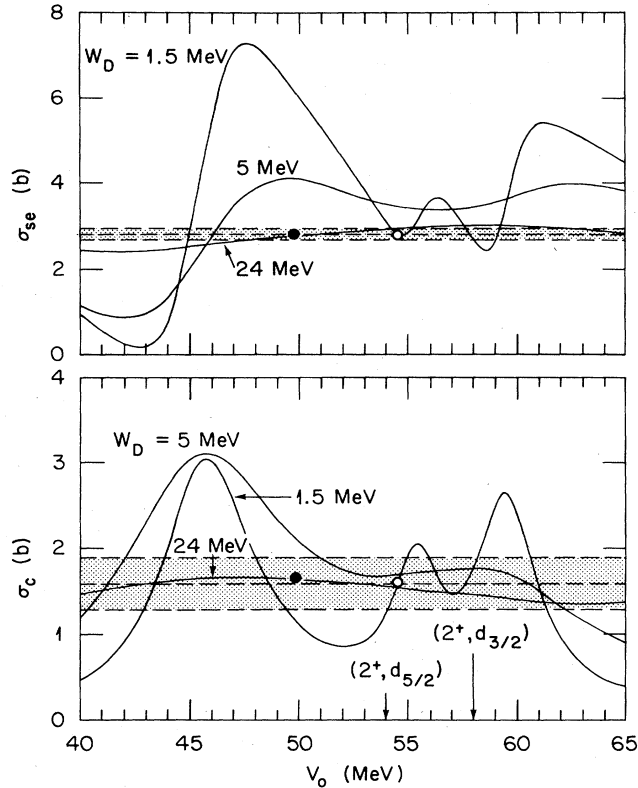 8
W_D = 1.5 MeV
6
5 MeV
σ_se (b)
4
2
24 MeV
0
4
W_D = 5 MeV
3
1.5 MeV
σ_c (b)
24 MeV
2
1
(2⁺, d_3/2)
(2⁺, d_5/2)
0
40 45 50 55 60 65
V_o (MeV)